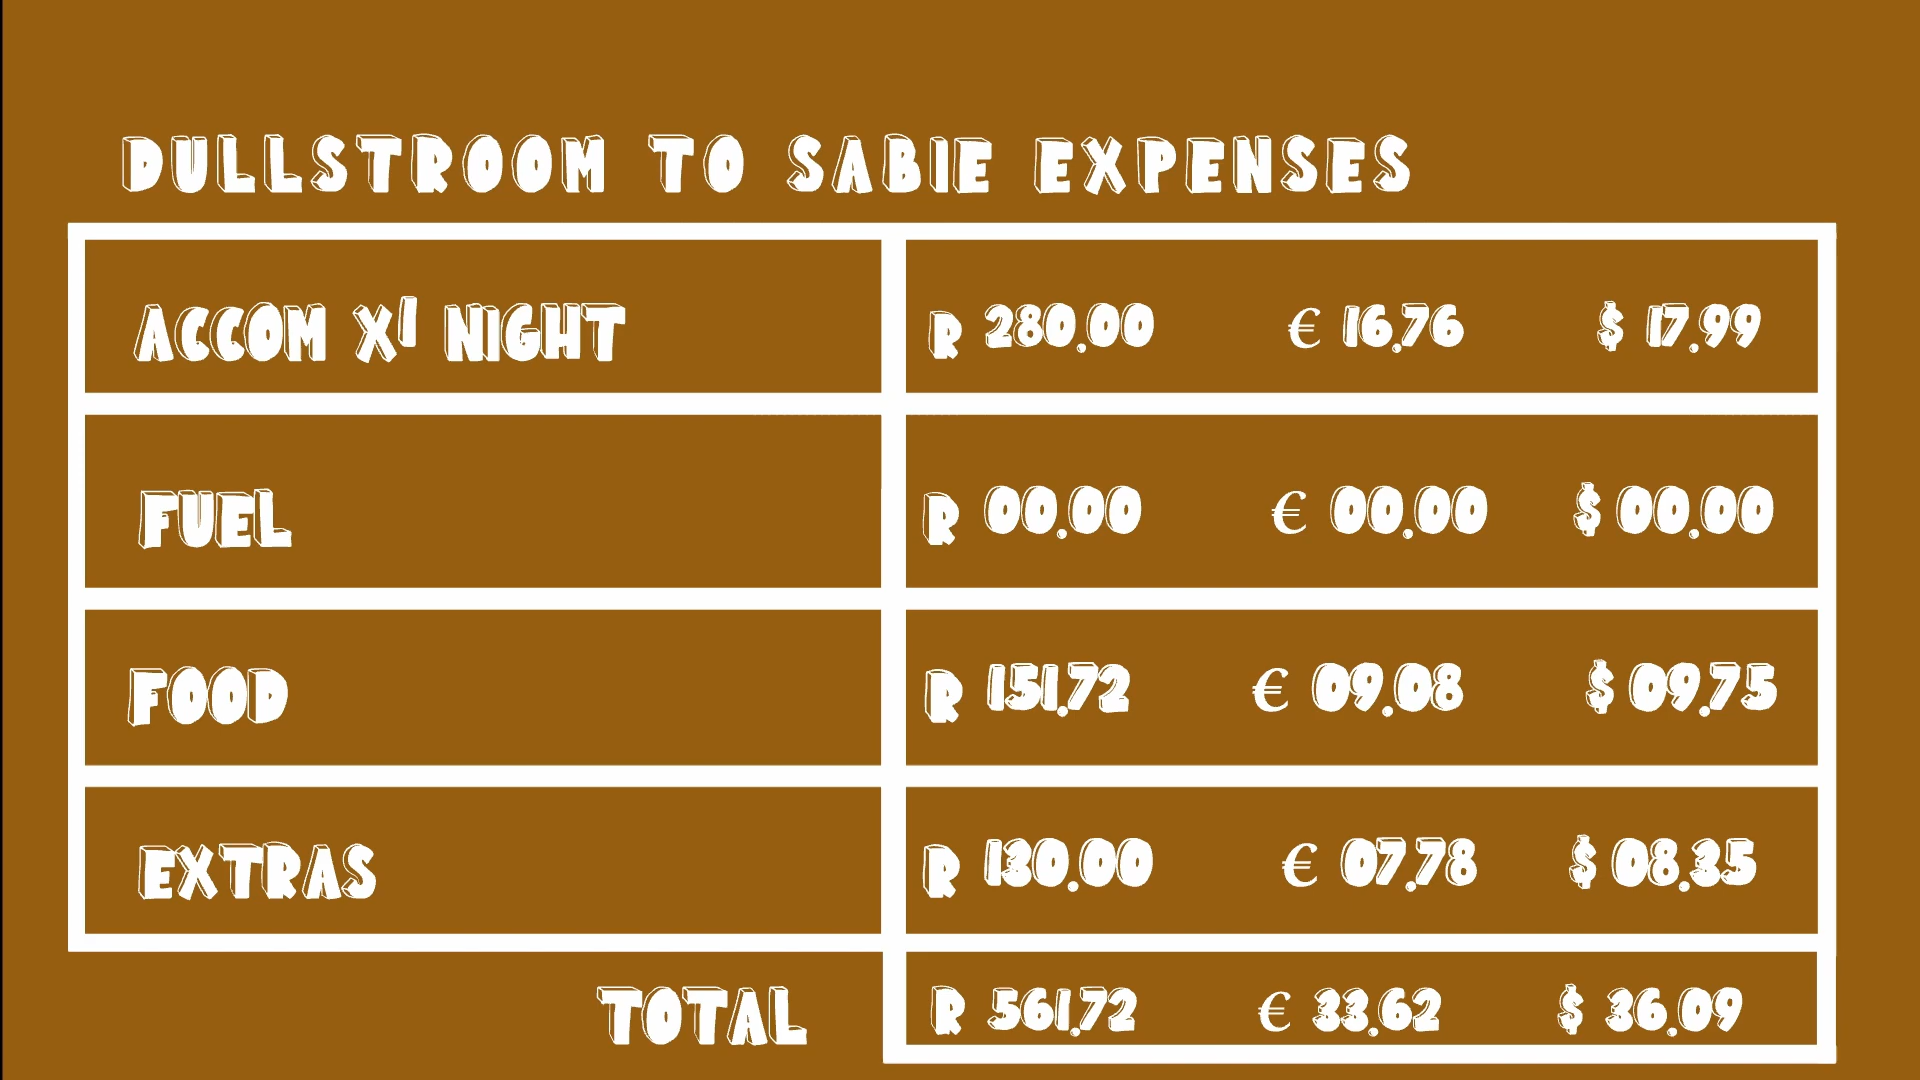 DULLSTROOM TO SABIE EXPENSES
ACCOM X1 NIGHT R 280.00 € 16.76 $ 17.99
FUEL R 00.00 € 00.00 $ 00.00
FOOD R 151.72 € 09.08 $ 09.75
EXTRAS R 130.00 € 07.78 $ 08.35
TOTAL R 561.72 € 33.62 $ 36.09